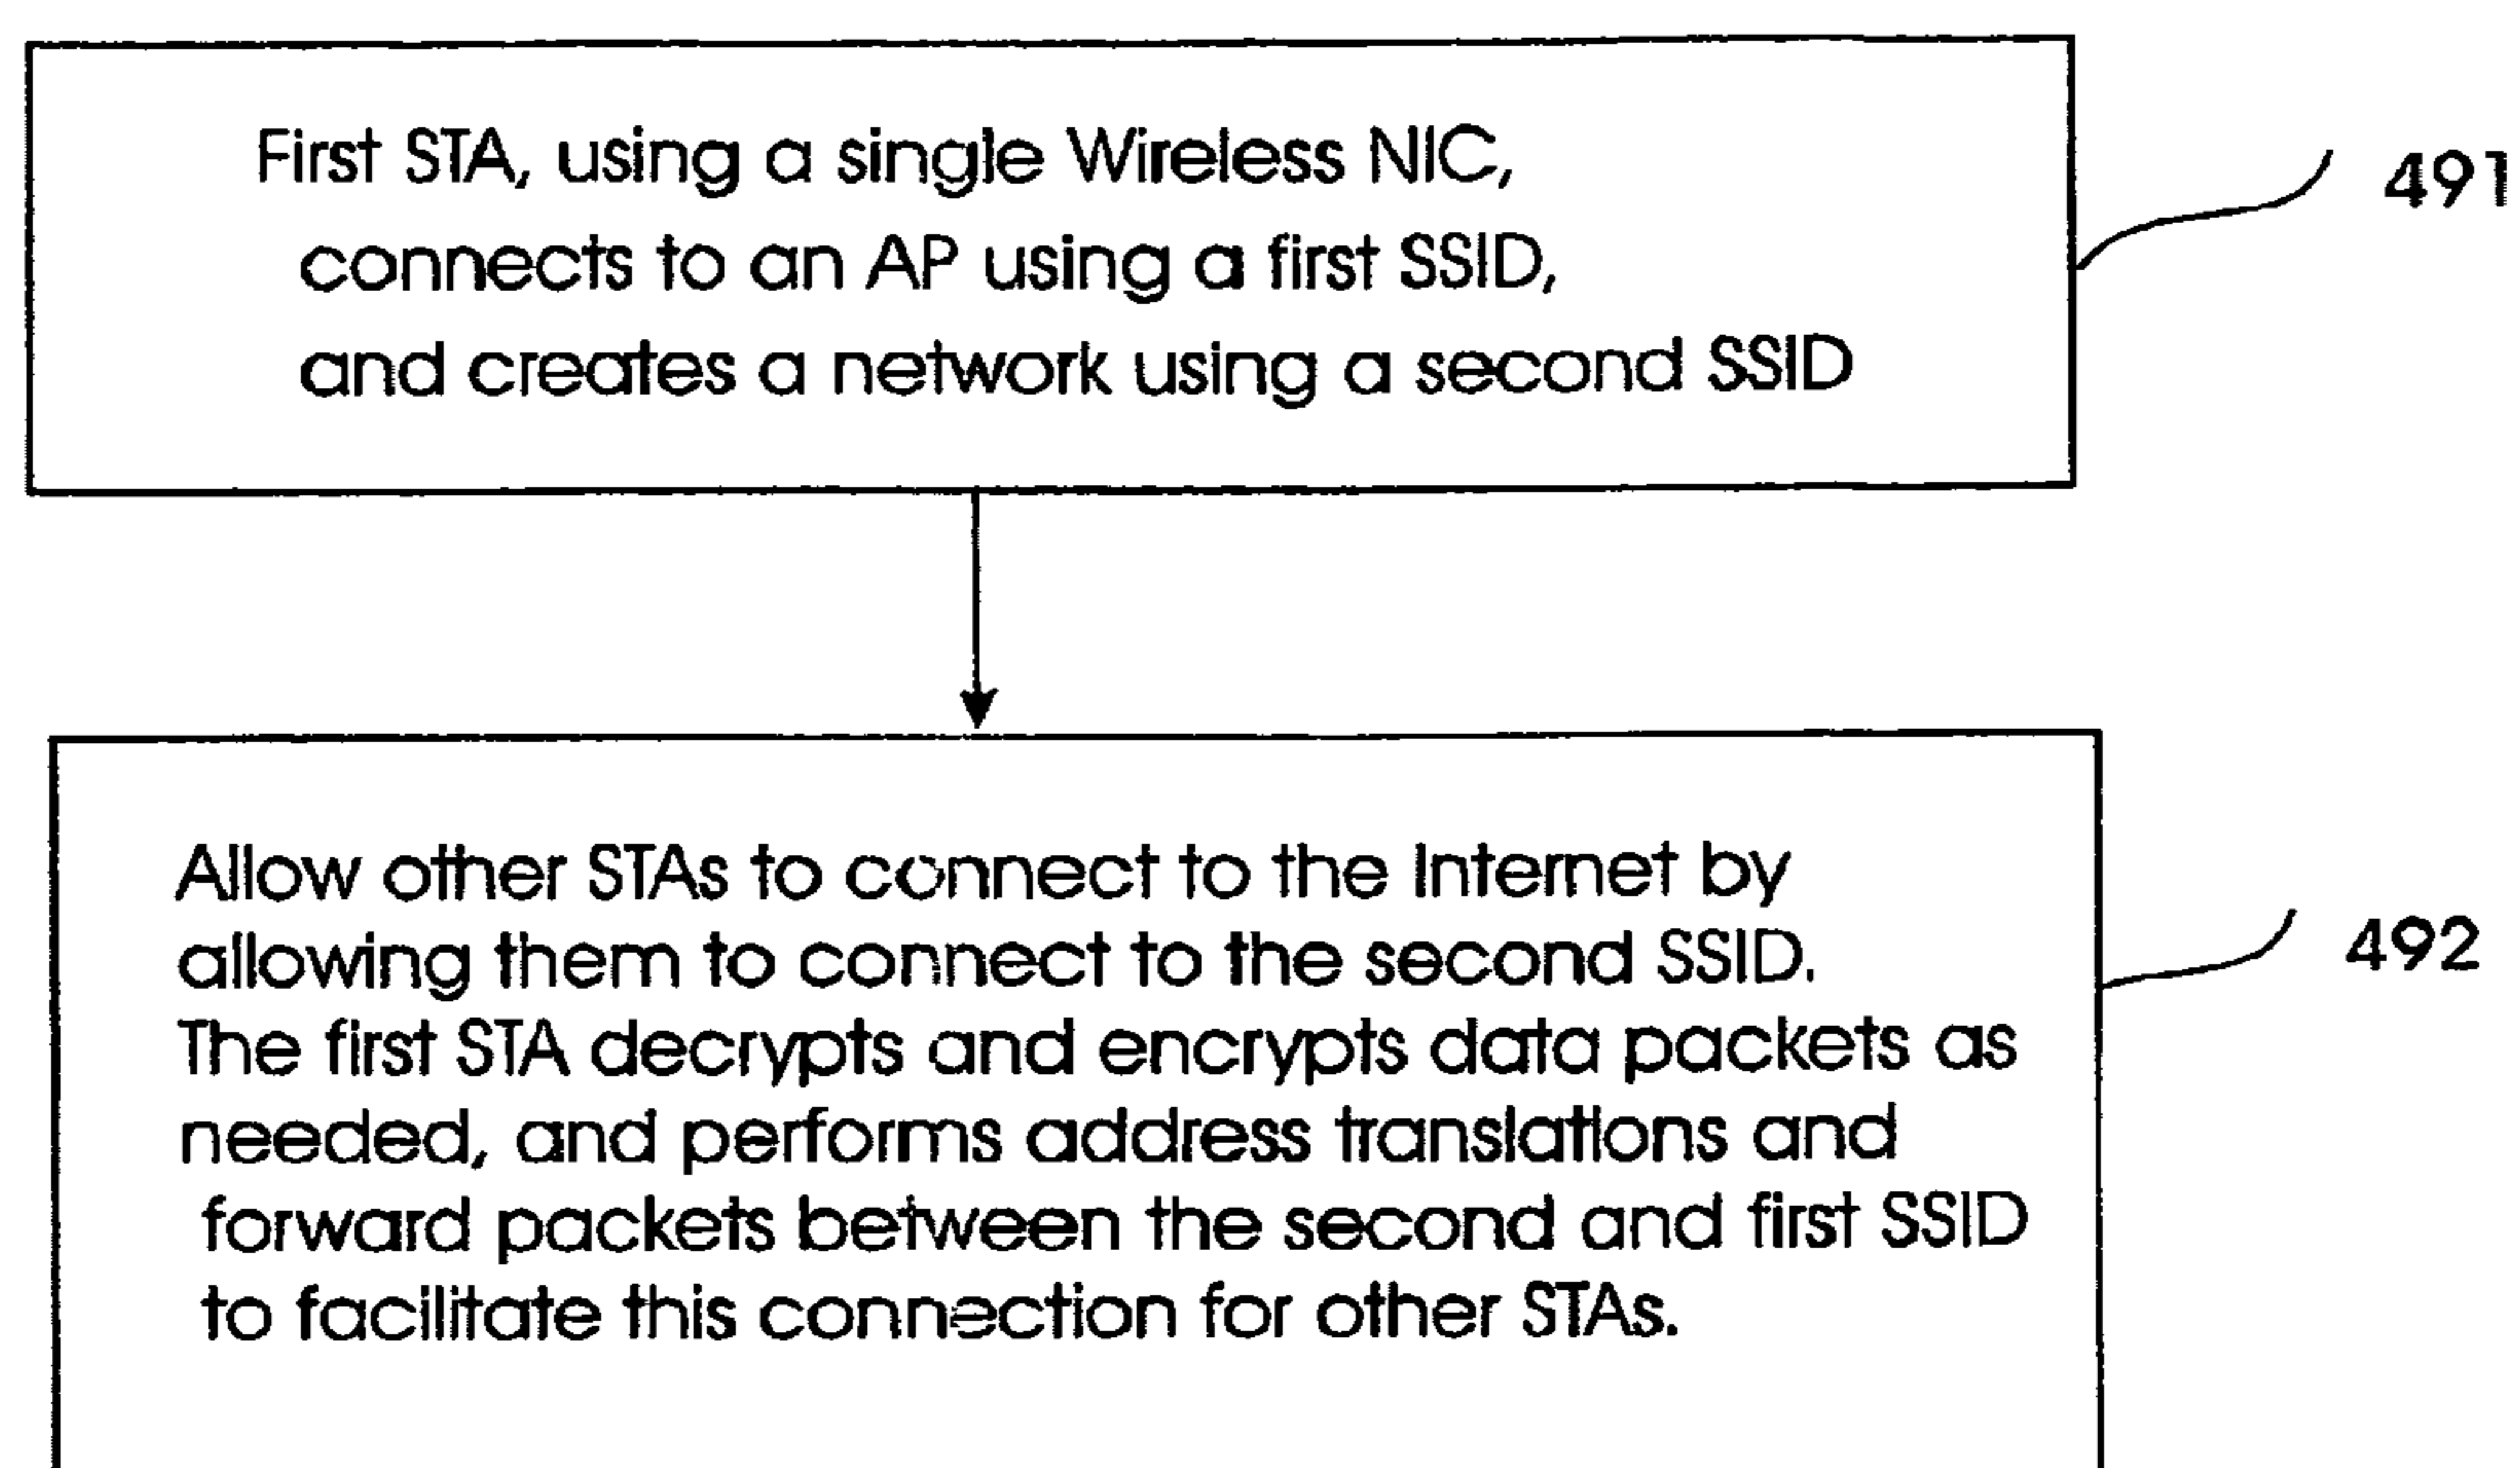 First STA, using a single Wireless NIC,
connects to an AP using a first SSID,
and creates a network using a second SSID
491
Allow other STAs to connect to the Internet by
allowing them to connect to the second SSID.
The first STA decrypts and encrypts data packets as
needed, and performs address translations and
forward packets between the second and first SSID
to facilitate this connection for other STAs.
492